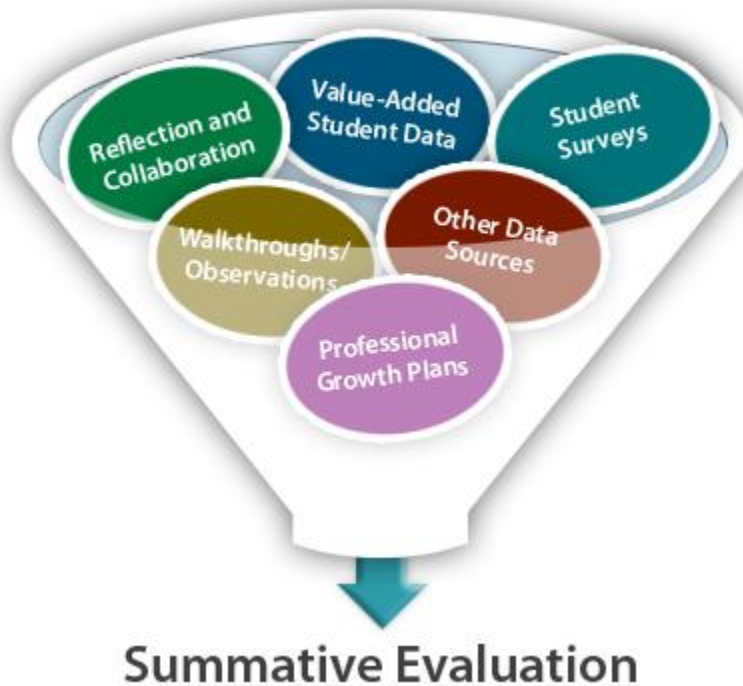 Reflection and
Collaboration
Value-Added
Student Data
Student
Surveys
Walkthroughs/
Observations
Other Data
Sources
Professional
Growth Plans
Summative Evaluation